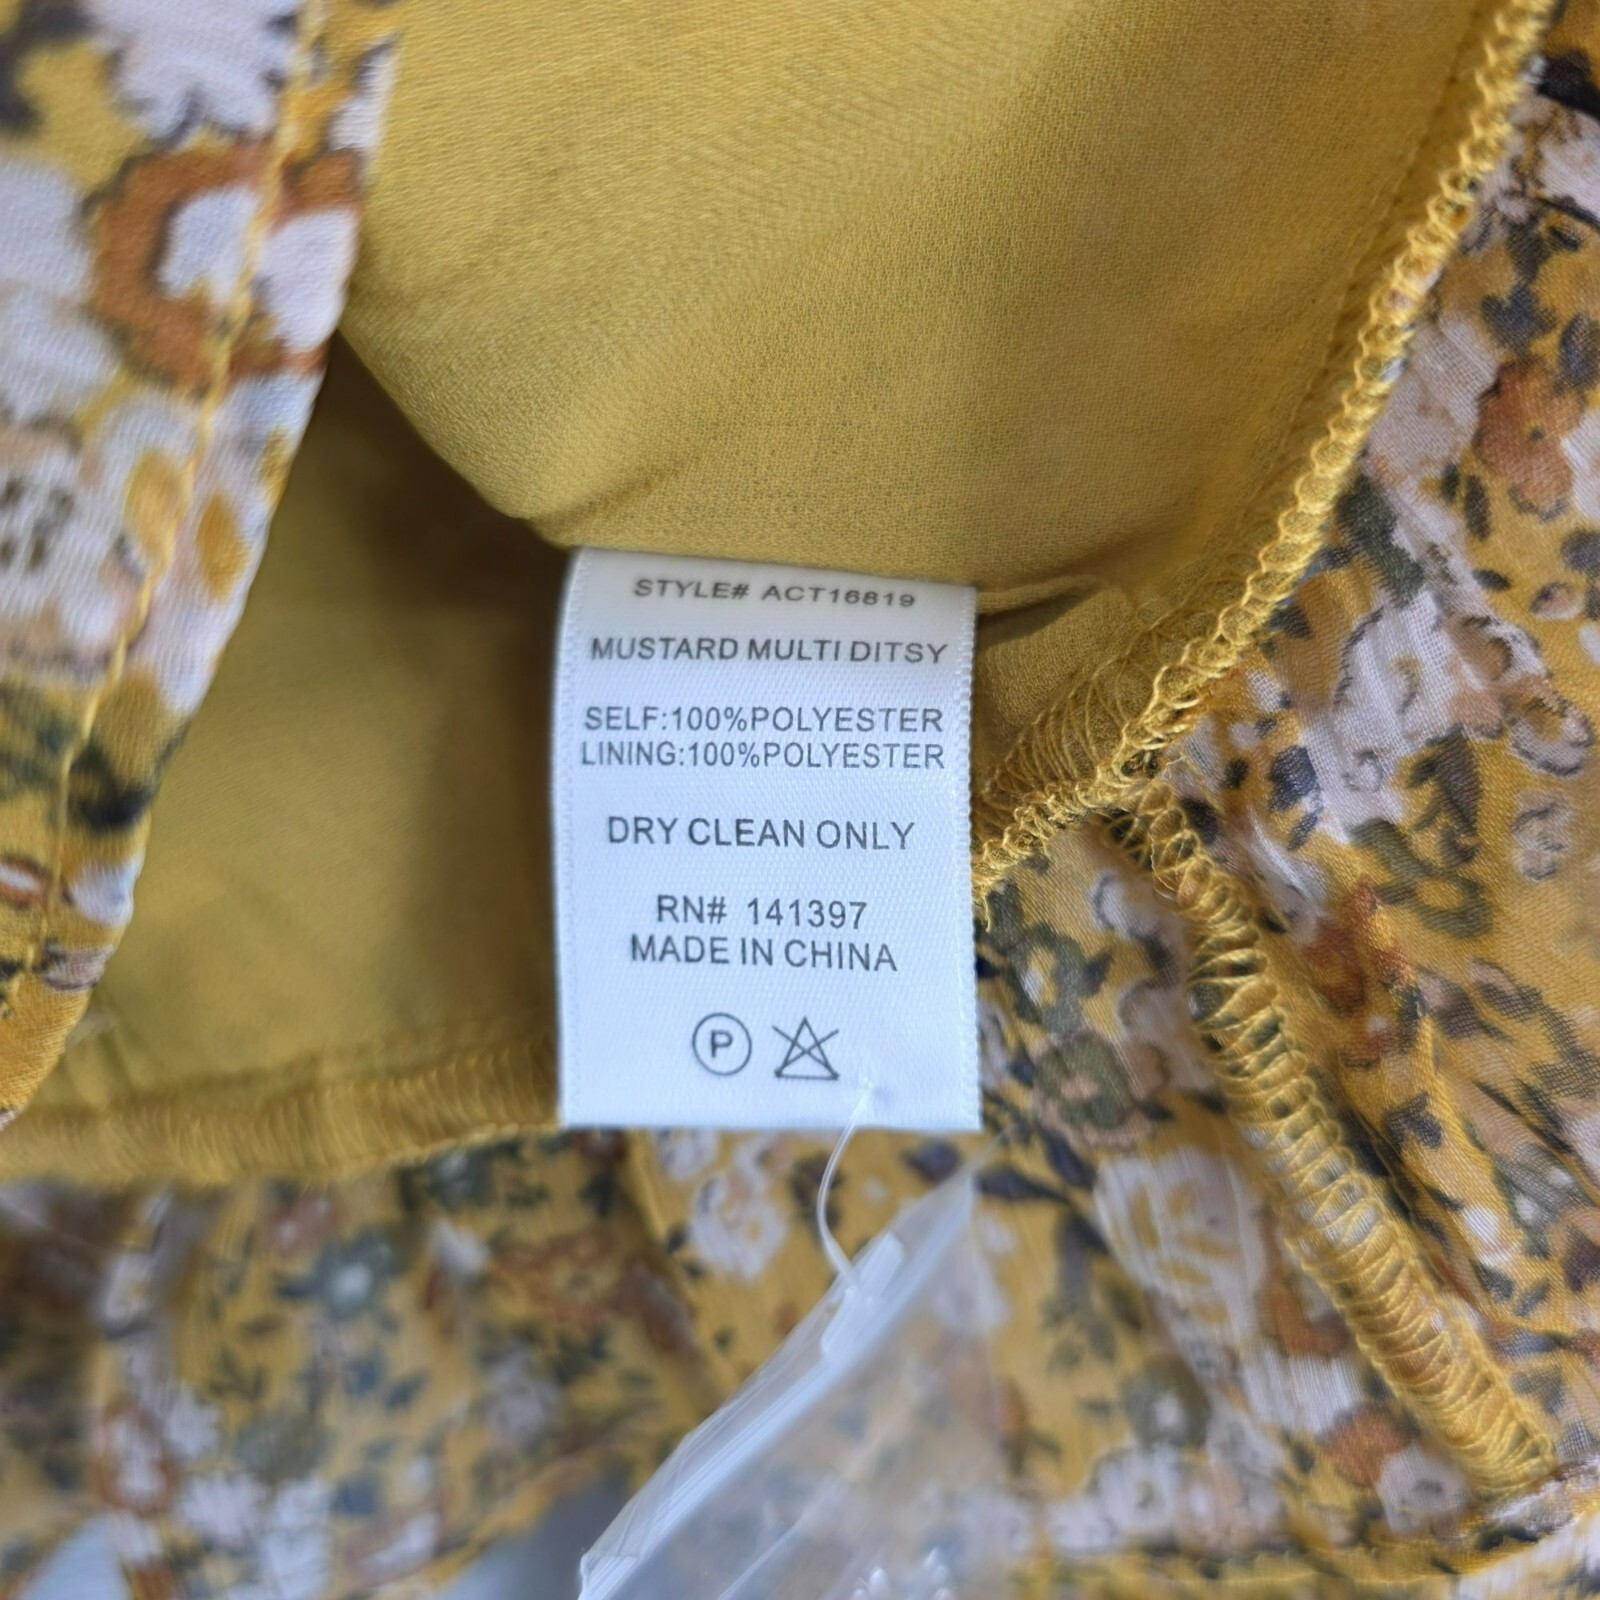 STYLE# ACT16819
MUSTARD MULTI DITSY
SELF:100%POLYESTER
LINING:100%POLYESTER
DRY CLEAN ONLY
RN# 141397
MADE IN CHINA
P